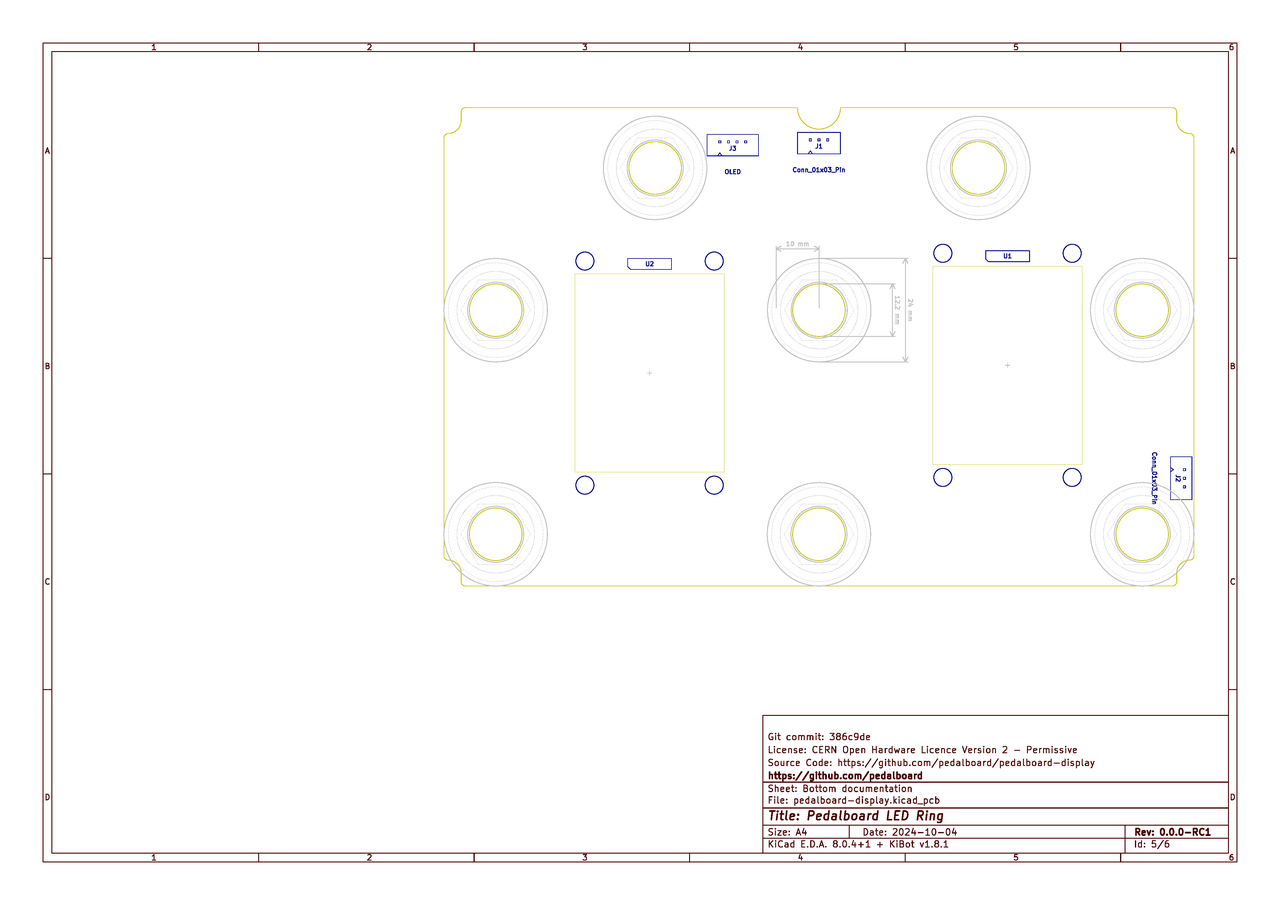 1 2 3 4 5 6
A A
J3 J1
OLED Conn_01x03_Pin
10 mm
U2 U1
12.2 mm 24 mm
B B
Conn_01x03_Pin J2
C C
Git commit: 386c9de
License: CERN Open Hardware Licence Version 2 – Permissive
Source Code: https://github.com/pedalboard/pedalboard-display
https://github.com/pedalboard
Sheet: Bottom documentation
D D
File: pedalboard-display.kicad_pcb
Title: Pedalboard LED Ring
Size: A4 Date: 2024-10-04 Rev: 0.0.0-RC1
KiCad E.D.A. 8.0.4+1 + KiBot v1.8.1 Id: 5/6
1 2 3 4 5 6